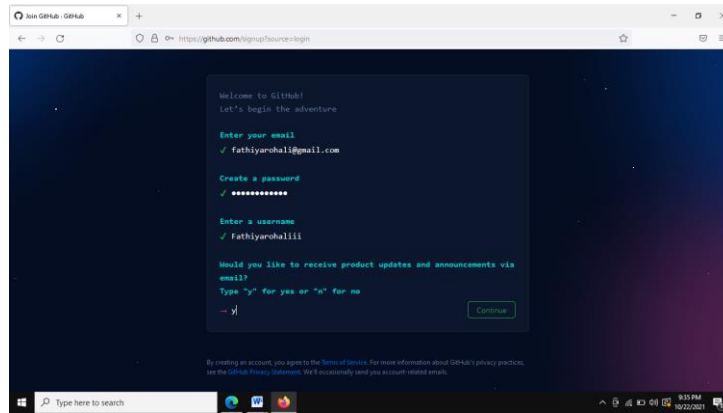 Join GitHub · GitHub
https://github.com/signup?source=login
Welcome to GitHub!
Let's begin the adventure
Enter your email
✓ fathiyarohali@gmail.com
Create a password
✓ ●●●●●●●●●●●●
Enter a username
✓ Fathiyarohaliii
Would you like to receive product updates and announcements via
email?
Type "y" for yes or "n" for no
→ y
Continue
By creating an account, you agree to the Terms of Service. For more information about GitHub's privacy practices,
see the GitHub Privacy Statement. We'll occasionally send you account-related emails.
Type here to search
9:35 PM
10/22/2021